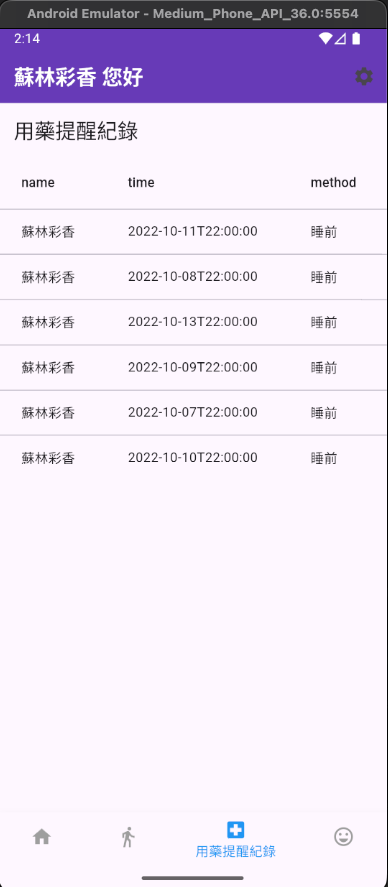 Android Emulator - Medium_Phone_API_36.0:5554
2:14
蘇林彩香 您好
用藥提醒紀錄
name time method
蘇林彩香 2022-10-11T22:00:00 睡前
蘇林彩香 2022-10-08T22:00:00 睡前
蘇林彩香 2022-10-13T22:00:00 睡前
蘇林彩香 2022-10-09T22:00:00 睡前
蘇林彩香 2022-10-07T22:00:00 睡前
蘇林彩香 2022-10-10T22:00:00 睡前
用藥提醒紀錄